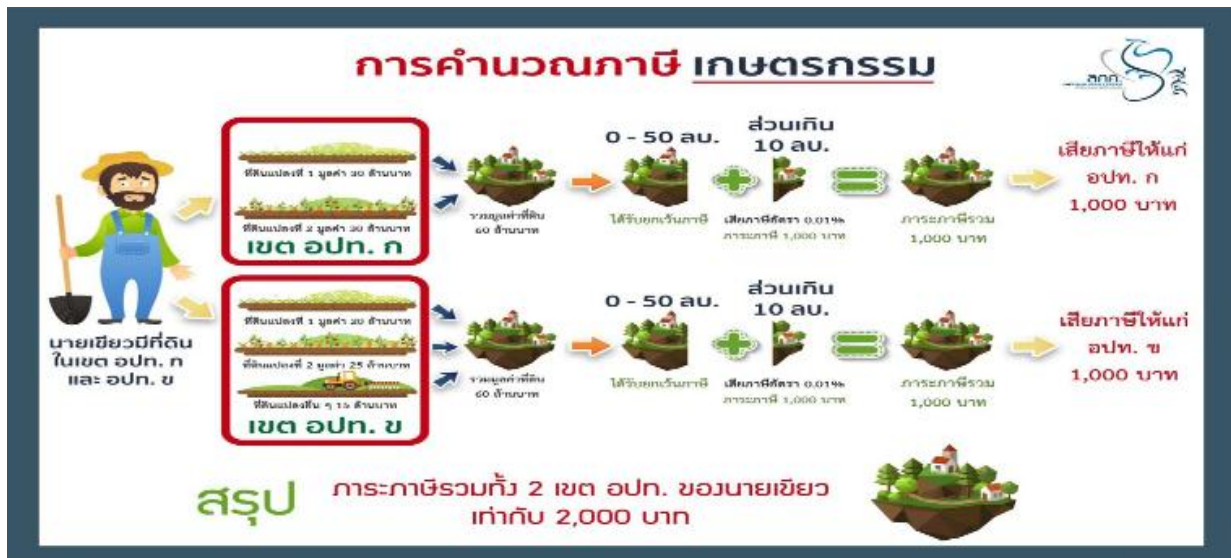 การคำนวณภาษี เกษตรกรรม
สถก.
0 - 50 ลบ.
ส่วนเกิน
10 ลบ.
ที่ดินแปลงที่ 1 มูลค่า 30 ล้านบาท
ที่ดินแปลงที่ 2 มูลค่า 30 ล้านบาท
เขต อปท. ก
รวมมูลค่าที่ดิน
60 ล้านบาท
ได้รับยกเว้นภาษี
เสียภาษีอัตรา 0.01%
ภาระภาษี 1,000 บาท
ภาระภาษีรวม
1,000 บาท
เสียภาษีให้แก่
อปท. ก
1,000 บาท
นายเขียวมีที่ดิน
ในเขต อปท. ก
และ อปท. ข
0 - 50 ลบ.
ส่วนเกิน
10 ลบ.
ที่ดินแปลงที่ 1 มูลค่า 20 ล้านบาท
ที่ดินแปลงที่ 2 มูลค่า 25 ล้านบาท
ที่ดินแปลงอื่น ๆ 15 ล้านบาท
เขต อปท. ข
รวมมูลค่าที่ดิน
60 ล้านบาท
ได้รับยกเว้นภาษี
เสียภาษีอัตรา 0.01%
ภาระภาษี 1,000 บาท
ภาระภาษีรวม
1,000 บาท
เสียภาษีให้แก่
อปท. ข
1,000 บาท
สรุป
ภาระภาษีรวมทั้ง 2 เขต อปท. ของนายเขียว
เท่ากับ 2,000 บาท